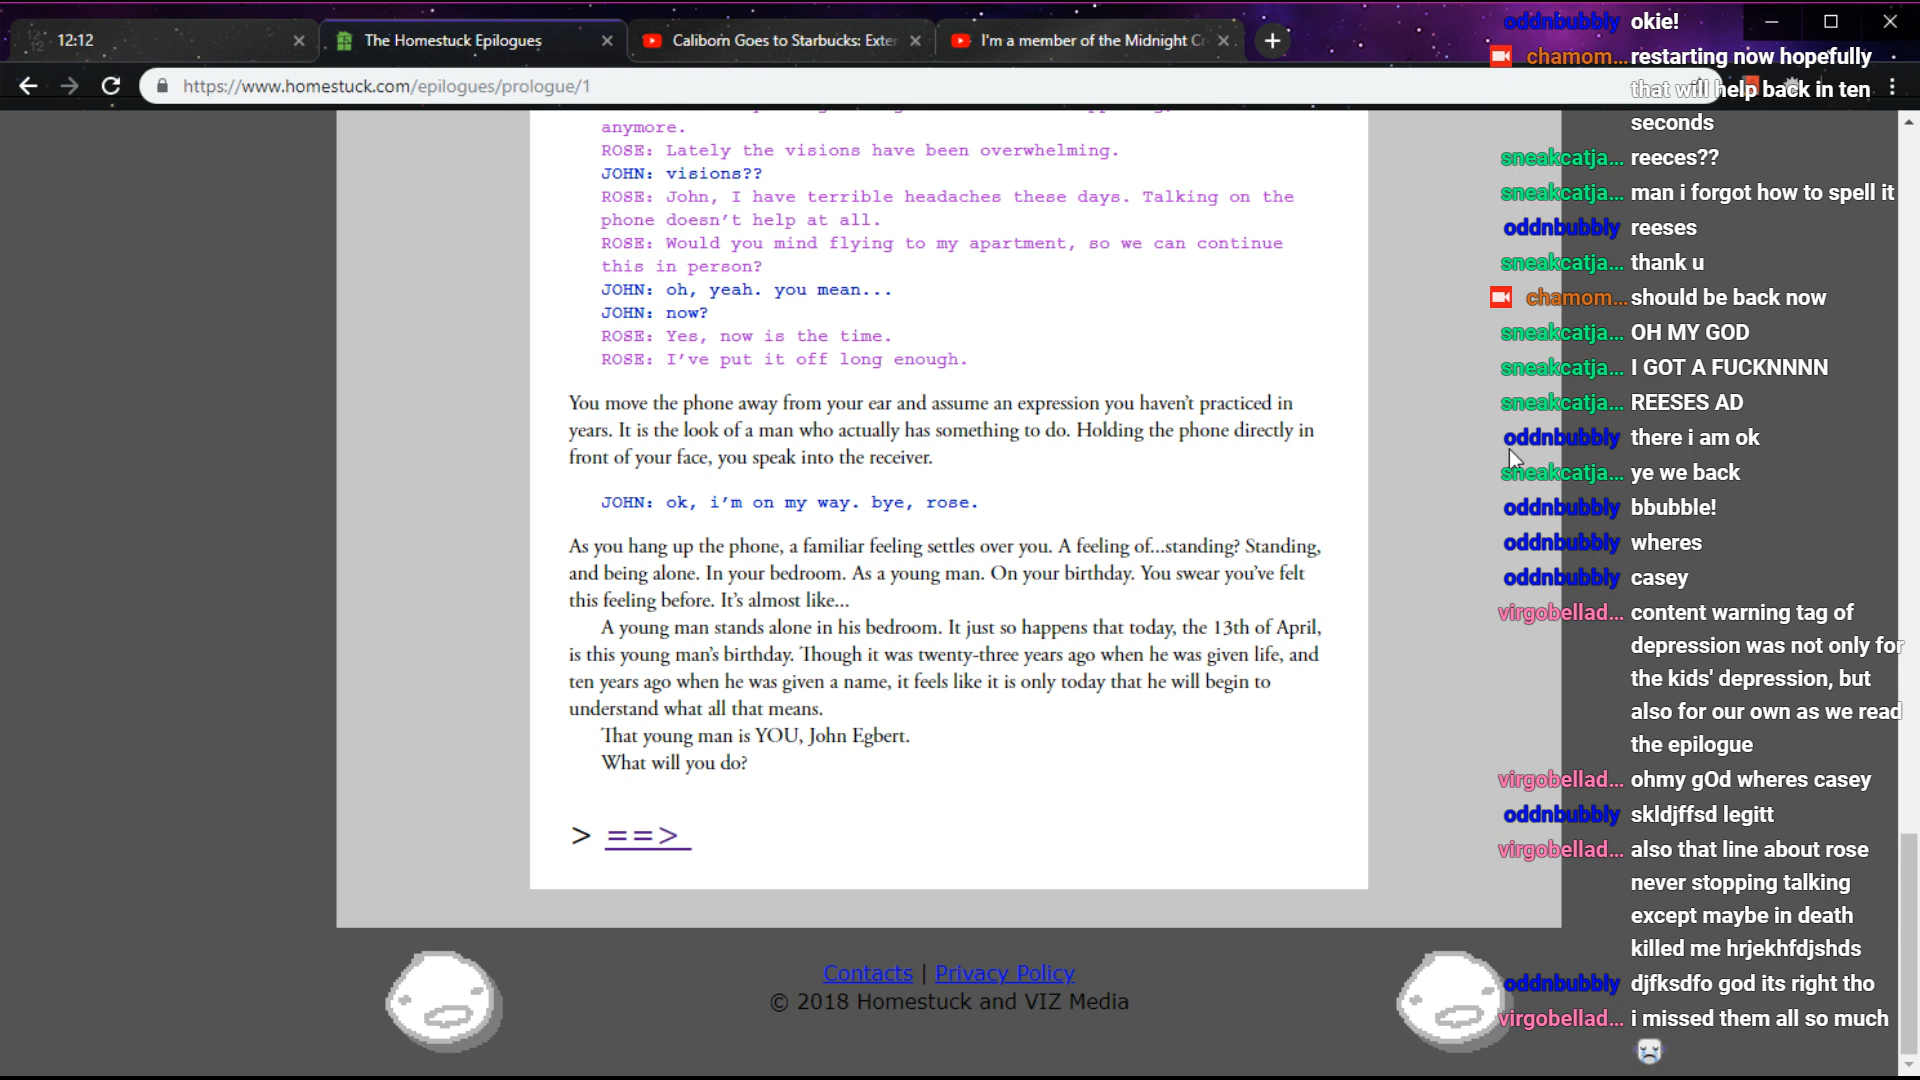 12:12
The Homestuck Epilogues
Caliborn Goes to Starbucks: Exte
I'm a member of the Midnight Cr
https://www.homestuck.com/epilogues/prologue/1
anymore.
ROSE: Lately the visions have been overwhelming.
JOHN: visions??
ROSE: John, I have terrible headaches these days. Talking on the
phone doesn't help at all.
ROSE: Would you mind flying to my apartment, so we can continue
this in person?
JOHN: oh, yeah. you mean...
JOHN: now?
ROSE: Yes, now is the time.
ROSE: I've put it off long enough.
You move the phone away from your ear and assume an expression you haven't practiced in
years. It is the look of a man who actually has something to do. Holding the phone directly in
front of your face, you speak into the receiver.
JOHN: ok, i'm on my way. bye, rose.
As you hang up the phone, a familiar feeling settles over you. A feeling of...standing? Standing,
and being alone. In your bedroom. As a young man. On your birthday. You swear you've felt
this feeling before. It's almost like...
A young man stands alone in his bedroom. It just so happens that today, the 13th of April,
is this young man's birthday. Though it was twenty-three years ago when he was given life, and
ten years ago when he was given a name, it feels like it is only today that he will begin to
understand what all that means.
That young man is YOU, John Egbert.
What will you do?
> ==>
Contacts | Privacy Policy
© 2018 Homestuck and VIZ Media
oddnbubbly okie!
chamom... restarting now hopefully
that will help back in ten
seconds
sneakcatja... reeces??
sneakcatja... man i forgot how to spell it
oddnbubbly reeses
sneakcatja... thank u
chamom... should be back now
sneakcatja... OH MY GOD
sneakcatja... I GOT A FUCKNNNN
sneakcatja... REESES AD
oddnbubbly there i am ok
sneakcatja... ye we back
oddnbubbly bbubble!
oddnbubbly wheres
oddnbubbly casey
virgobellad... content warning tag of
depression was not only for
the kids' depression, but
also for our own as we read
the epilogue
virgobellad... ohmy gOd wheres casey
oddnbubbly skldjffsd legitt
virgobellad... also that line about rose
never stopping talking
except maybe in death
killed me hrjekhfdjshds
oddnbubbly djfksdfo god its right tho
virgobellad... i missed them all so much